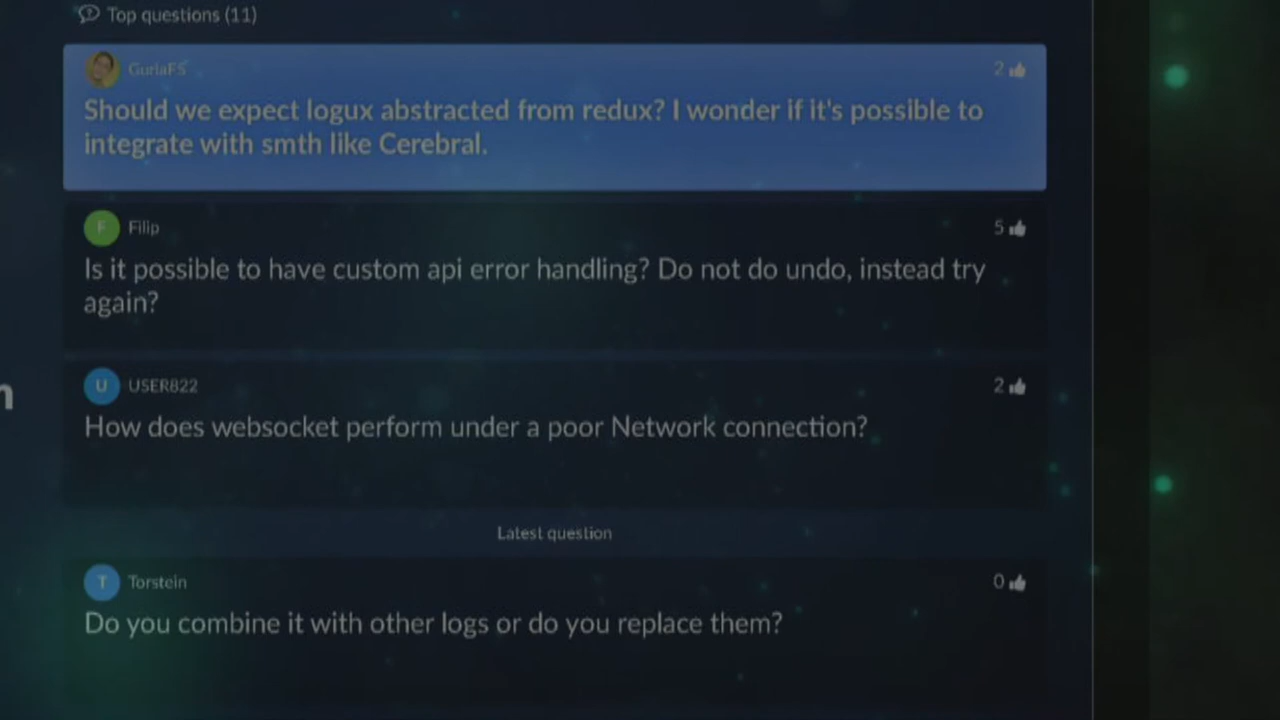 Top questions (11)
GuriaFS
2
Should we expect logux abstracted from redux? I wonder if it's possible to
integrate with smth like Cerebral.
F
Filip
5
Is it possible to have custom api error handling? Do not do undo, instead try
again?
n
U
USER822
2
How does websocket perform under a poor Network connection?
Latest question
T
Torstein
0
Do you combine it with other logs or do you replace them?